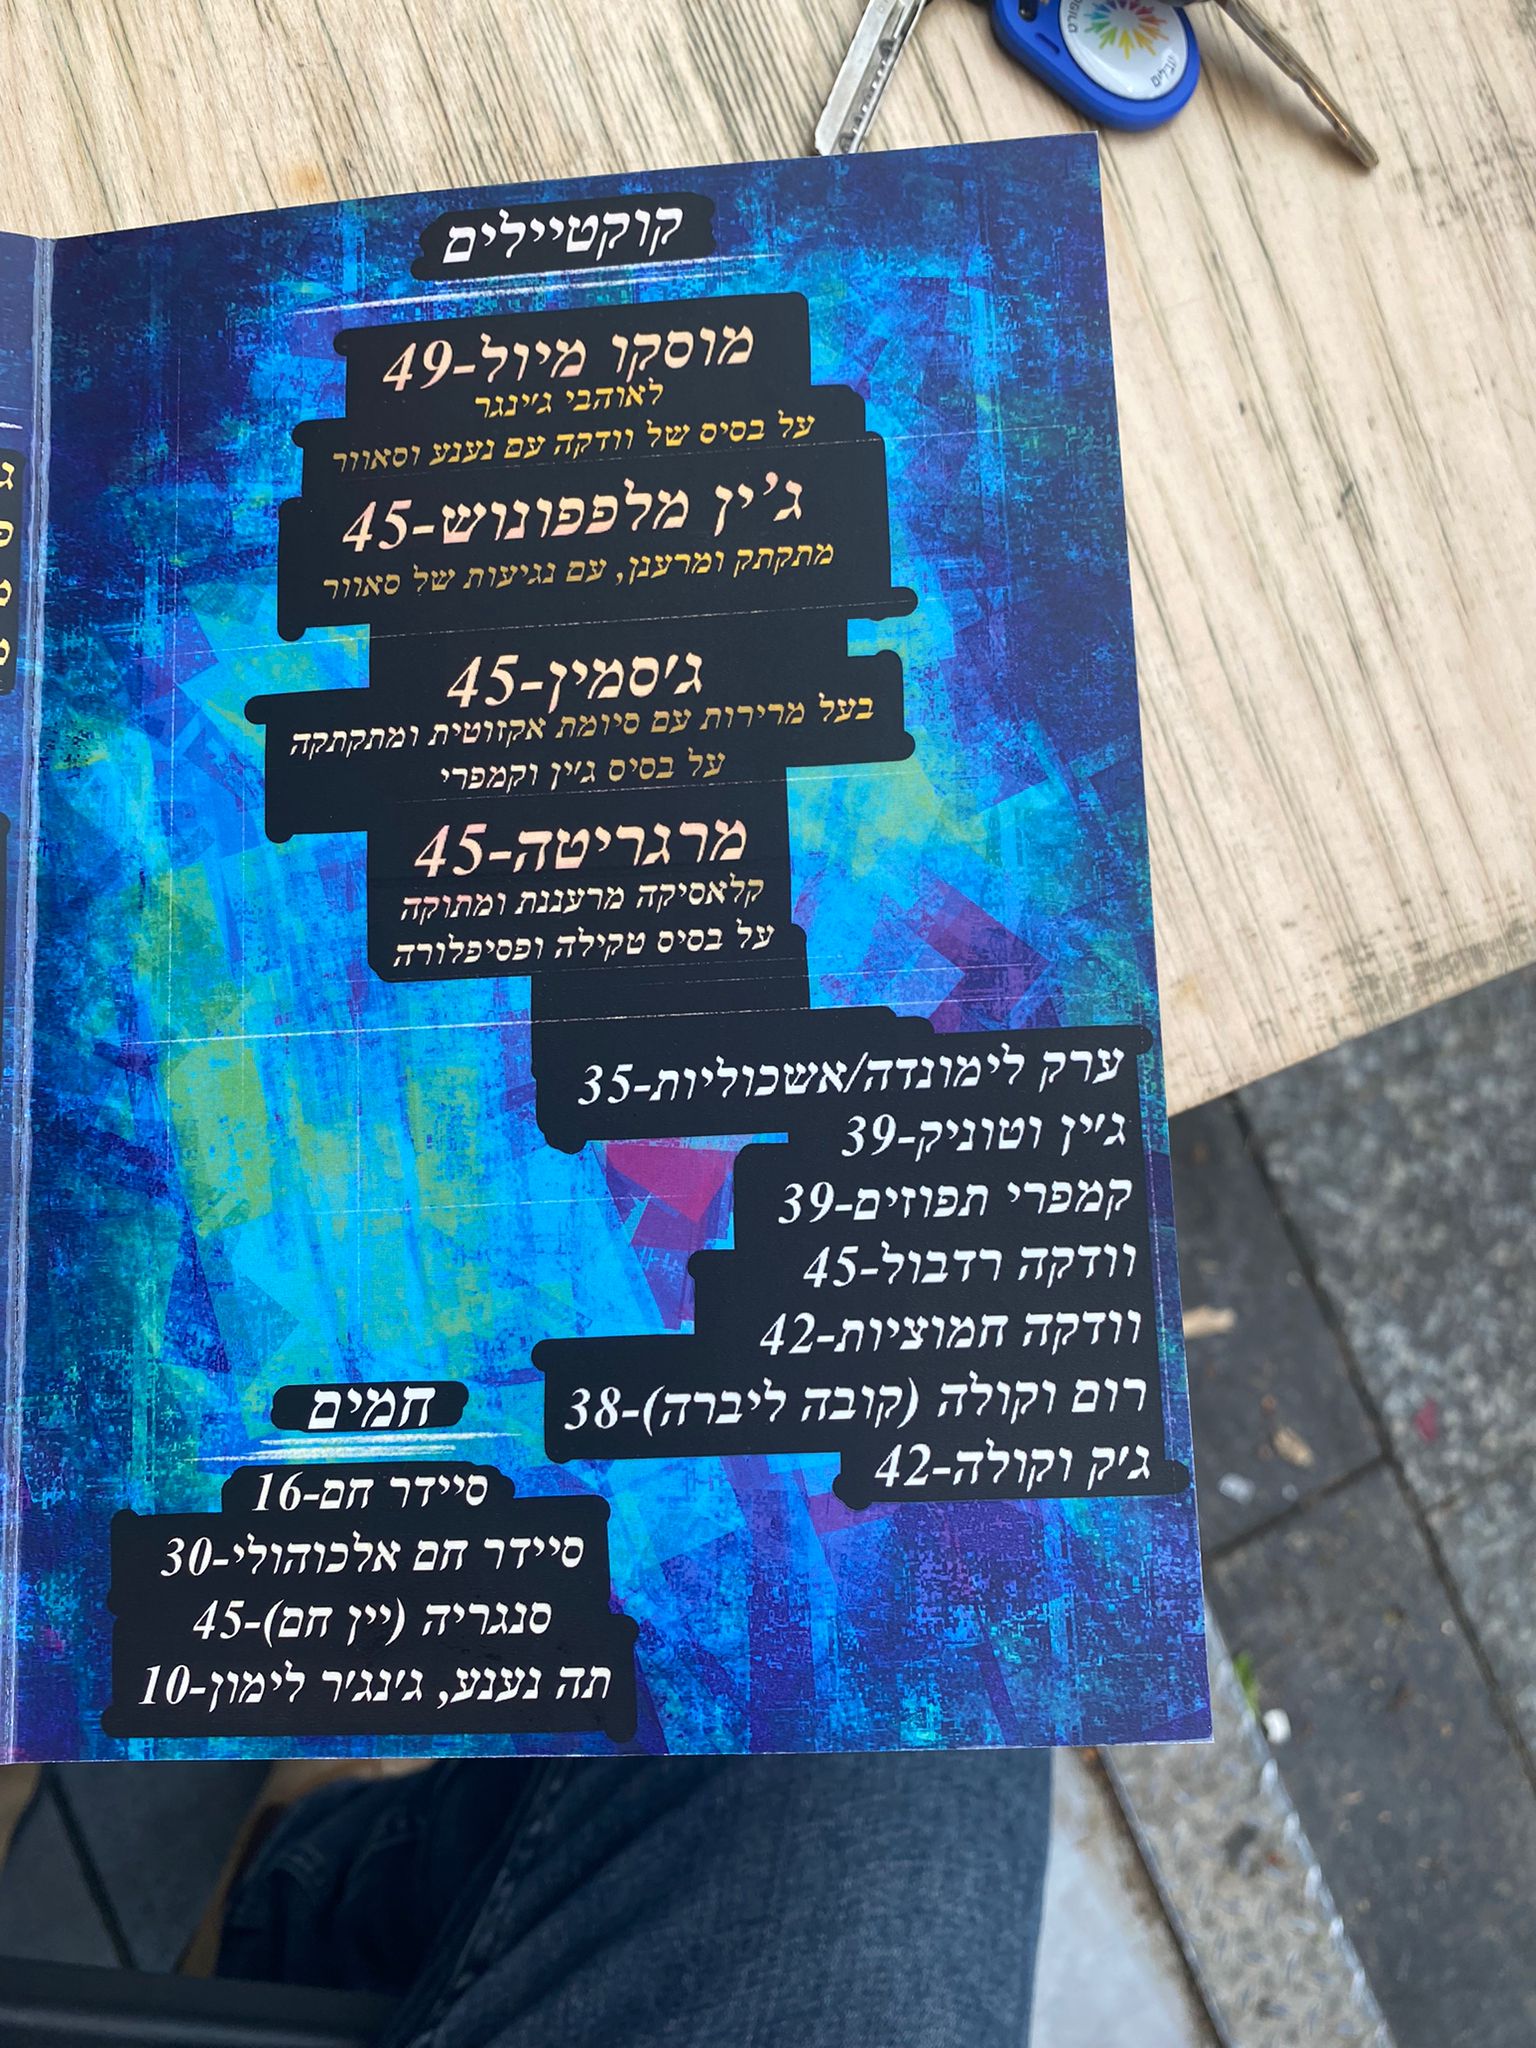 קוקטיילים
מוסקו מיול-49
לאוהבי ג'ינגר
על בסיס של וודקה עם נענע וסאוור
ג'ין מלפפונוש-45
מתקתק ומרענן, עם נגיעות של סאוור
ג'סמין-45
בעל מרירות עם סיומת אקזוטית ומתקתקה
על בסיס ג'ין וקמפרי
מרגריטה-45
קלאסיקה מרעננת ומתוקה
על בסיס טקילה ופסיפלורה
ערק לימונדה/אשכוליות-35
ג'ין וטוניק-39
קמפרי תפוזים-39
וודקה רדבול-45
וודקה חמוציות-42
רום וקולה (קובה ליברה)-38
ג'ק וקולה-42
חמים
סיידר חם-16
סיידר חם אלכוהולי-30
סנגריה (יין חם)-45
תה נענע, ג'נג'ר לימון-10